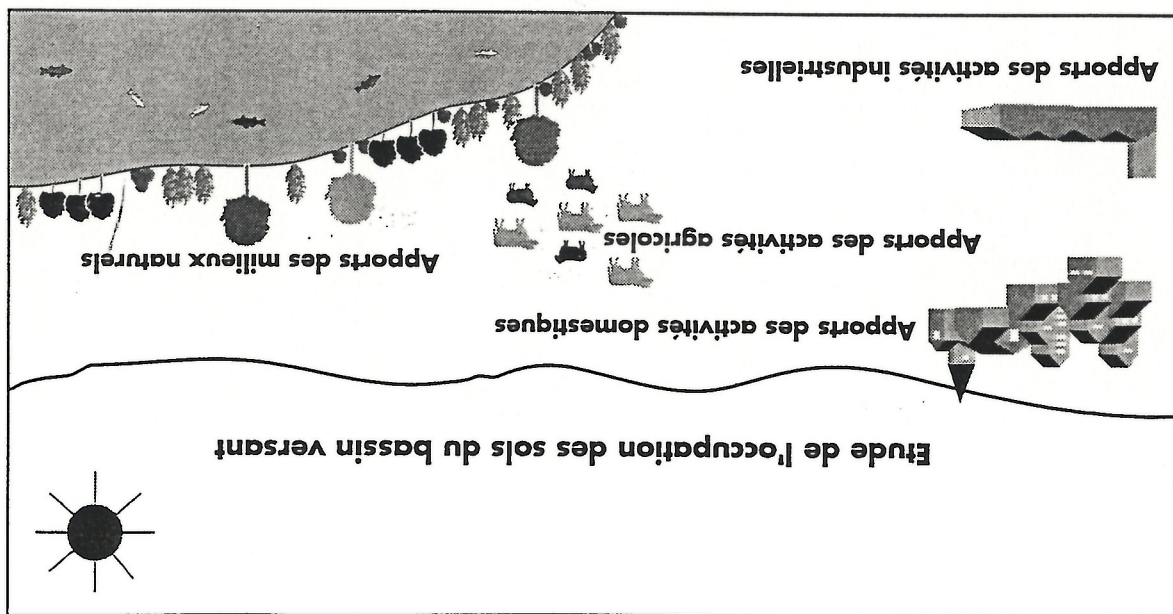 Etude de l'occupation des sols du bassin versant
Apports des activités domestiques
Apports des milieux naturels
Apports des activités agricoles
Apports des activités industrielles